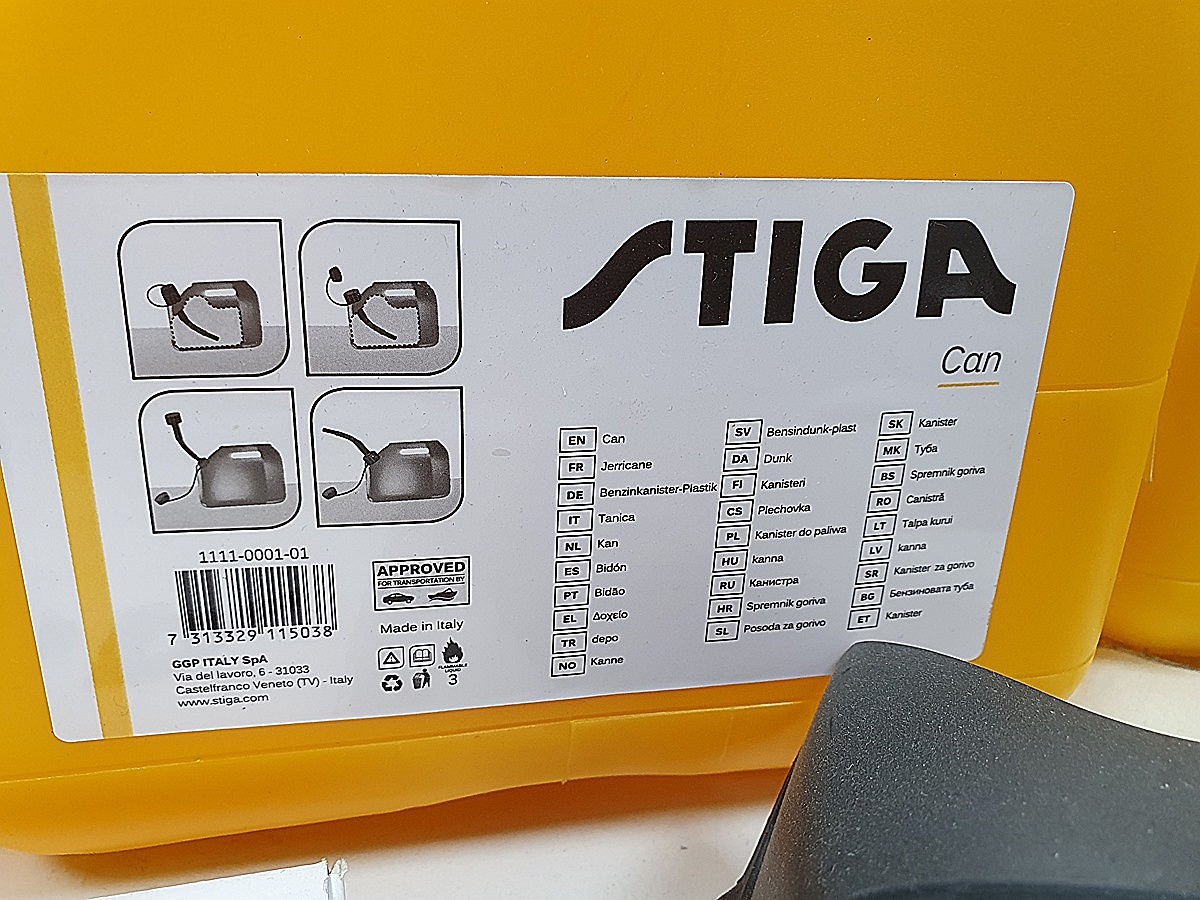 STIGA
Can
EN Can
FR Jerricane
DE Benzinkanister-Plastik
IT Tanica
NL Kan
ES Bidón
PT Bidão
EL Δοχείο
TR depo
NO Kanne
SV Bensindunk-plast
DA Dunk
FI Kanisteri
CS Plechovka
PL Kanister do paliwa
HU kanna
RU Канистра
HR Spremnik goriva
SL Posoda za gorivo
SK Kanister
MK Туба
BS Spremnik goriva
RO Canistră
LT Talpa kurui
LV kanna
SR Kanister za gorivo
BG Бензиновата туба
ET Kanister
1111-0001-01
7 313329 115038
GGP ITALY SpA
Via del lavoro, 6 - 31033
Castelfranco Veneto (TV) - Italy
www.stiga.com
APPROVED
FOR TRANSPORTATION BY
Made in Italy
FLAMMABLE
LIQUID
3